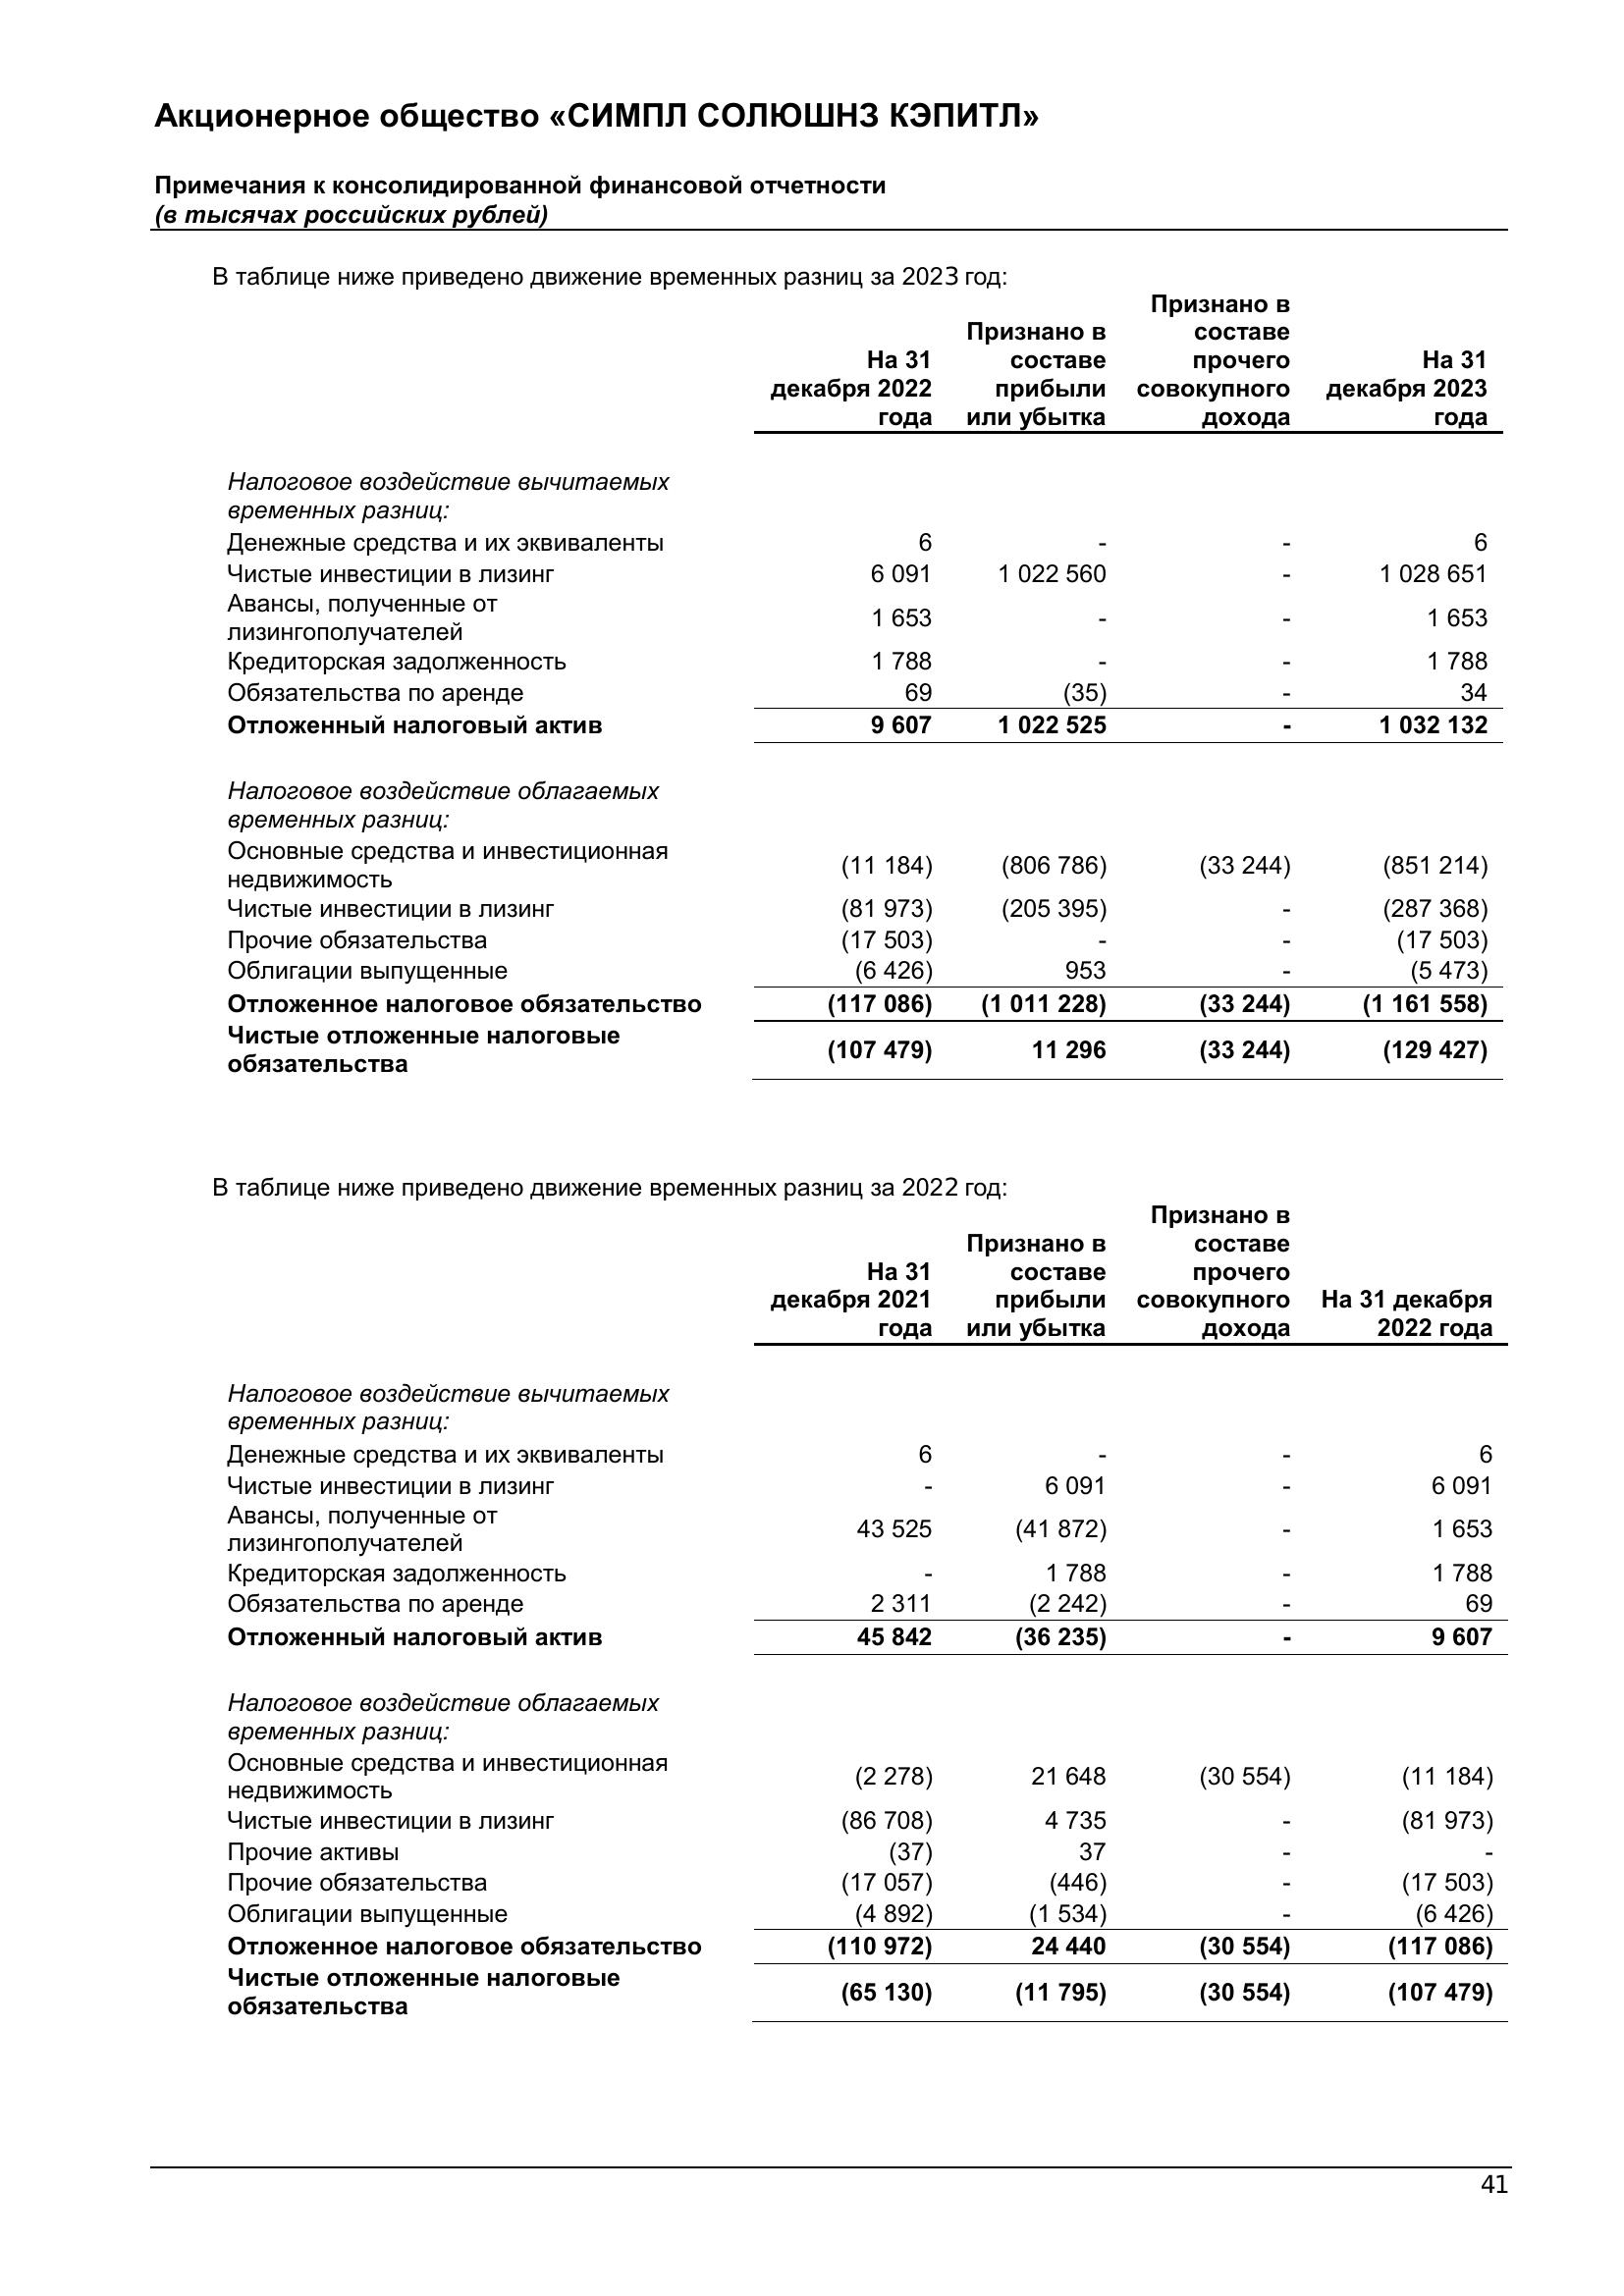 Акционерное общество «СИМПЛ СОЛЮШНЗ КЭПИТЛ»
Примечания к консолидированной финансовой отчетности
(в тысячах российских рублей)
В таблице ниже приведено движение временных разниц за 2023 год:
На 31 декабря 2022 года Признано в составе прибыли или убытка Признано в составе прочего совокупного дохода На 31 декабря 2023 года
Налоговое воздействие вычитаемых
временных разниц:
Денежные средства и их эквиваленты 6 - - 6
Чистые инвестиции в лизинг 6 091 1 022 560 - 1 028 651
Авансы, полученные от
лизингополучателей 1 653 - - 1 653
Кредиторская задолженность 1 788 - - 1 788
Обязательства по аренде 69 (35) - 34
Отложенный налоговый актив 9 607 1 022 525 - 1 032 132
Налоговое воздействие облагаемых
временных разниц:
Основные средства и инвестиционная
недвижимость (11 184) (806 786) (33 244) (851 214)
Чистые инвестиции в лизинг (81 973) (205 395) - (287 368)
Прочие обязательства (17 503) - - (17 503)
Облигации выпущенные (6 426) 953 - (5 473)
Отложенное налоговое обязательство (117 086) (1 011 228) (33 244) (1 161 558)
Чистые отложенные налоговые
обязательства (107 479) 11 296 (33 244) (129 427)
В таблице ниже приведено движение временных разниц за 2022 год:
На 31 декабря 2021 года Признано в составе прибыли или убытка Признано в составе прочего совокупного дохода На 31 декабря 2022 года
Налоговое воздействие вычитаемых
временных разниц:
Денежные средства и их эквиваленты 6 - - 6
Чистые инвестиции в лизинг - 6 091 - 6 091
Авансы, полученные от
лизингополучателей 43 525 (41 872) - 1 653
Кредиторская задолженность - 1 788 - 1 788
Обязательства по аренде 2 311 (2 242) - 69
Отложенный налоговый актив 45 842 (36 235) - 9 607
Налоговое воздействие облагаемых
временных разниц:
Основные средства и инвестиционная
недвижимость (2 278) 21 648 (30 554) (11 184)
Чистые инвестиции в лизинг (86 708) 4 735 - (81 973)
Прочие активы (37) 37 - -
Прочие обязательства (17 057) (446) - (17 503)
Облигации выпущенные (4 892) (1 534) - (6 426)
Отложенное налоговое обязательство (110 972) 24 440 (30 554) (117 086)
Чистые отложенные налоговые
обязательства (65 130) (11 795) (30 554) (107 479)
41